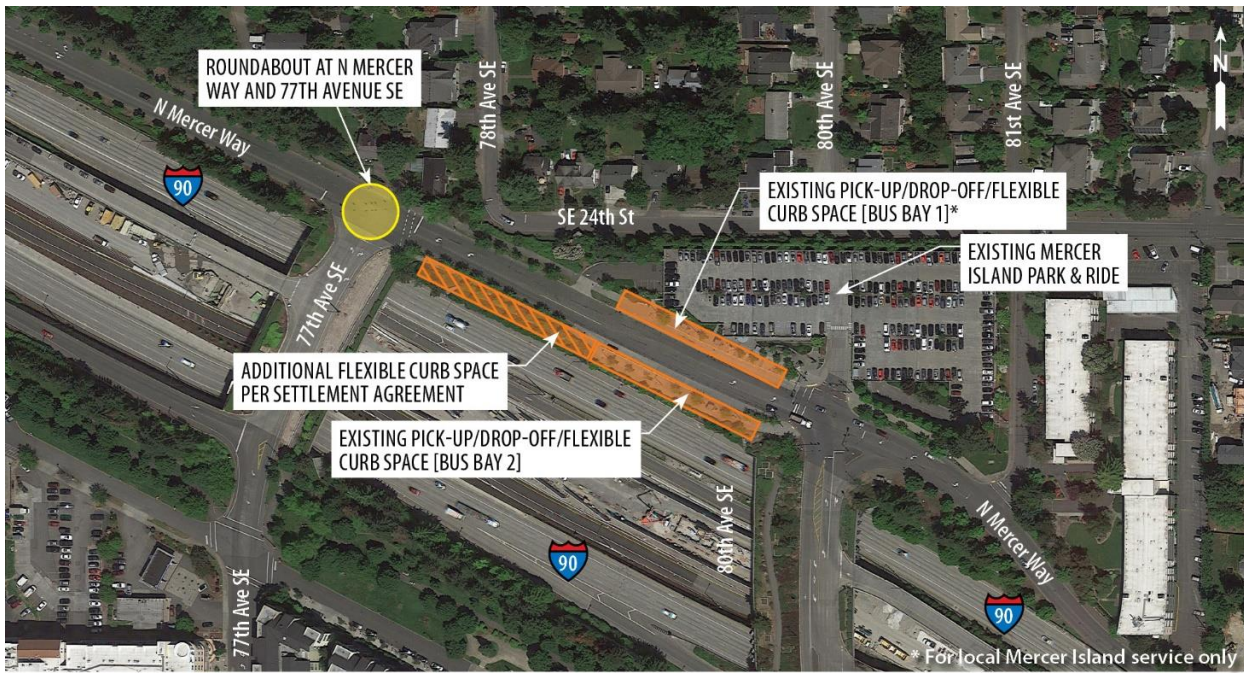 ROUNDABOUT AT N MERCER
WAY AND 77TH AVENUE SE
N Mercer Way
90
78th Ave SE
80th Ave SE
81st Ave SE
N
SE 24th St
EXISTING PICK-UP/DROP-OFF/FLEXIBLE
CURB SPACE [BUS BAY 1]*
EXISTING MERCER
ISLAND PARK & RIDE
77th Ave SE
ADDITIONAL FLEXIBLE CURB SPACE
PER SETTLEMENT AGREEMENT
EXISTING PICK-UP/DROP-OFF/FLEXIBLE
CURB SPACE [BUS BAY 2]
80th Ave SE
N Mercer Way
90
90
77th Ave SE
* For local Mercer Island service only